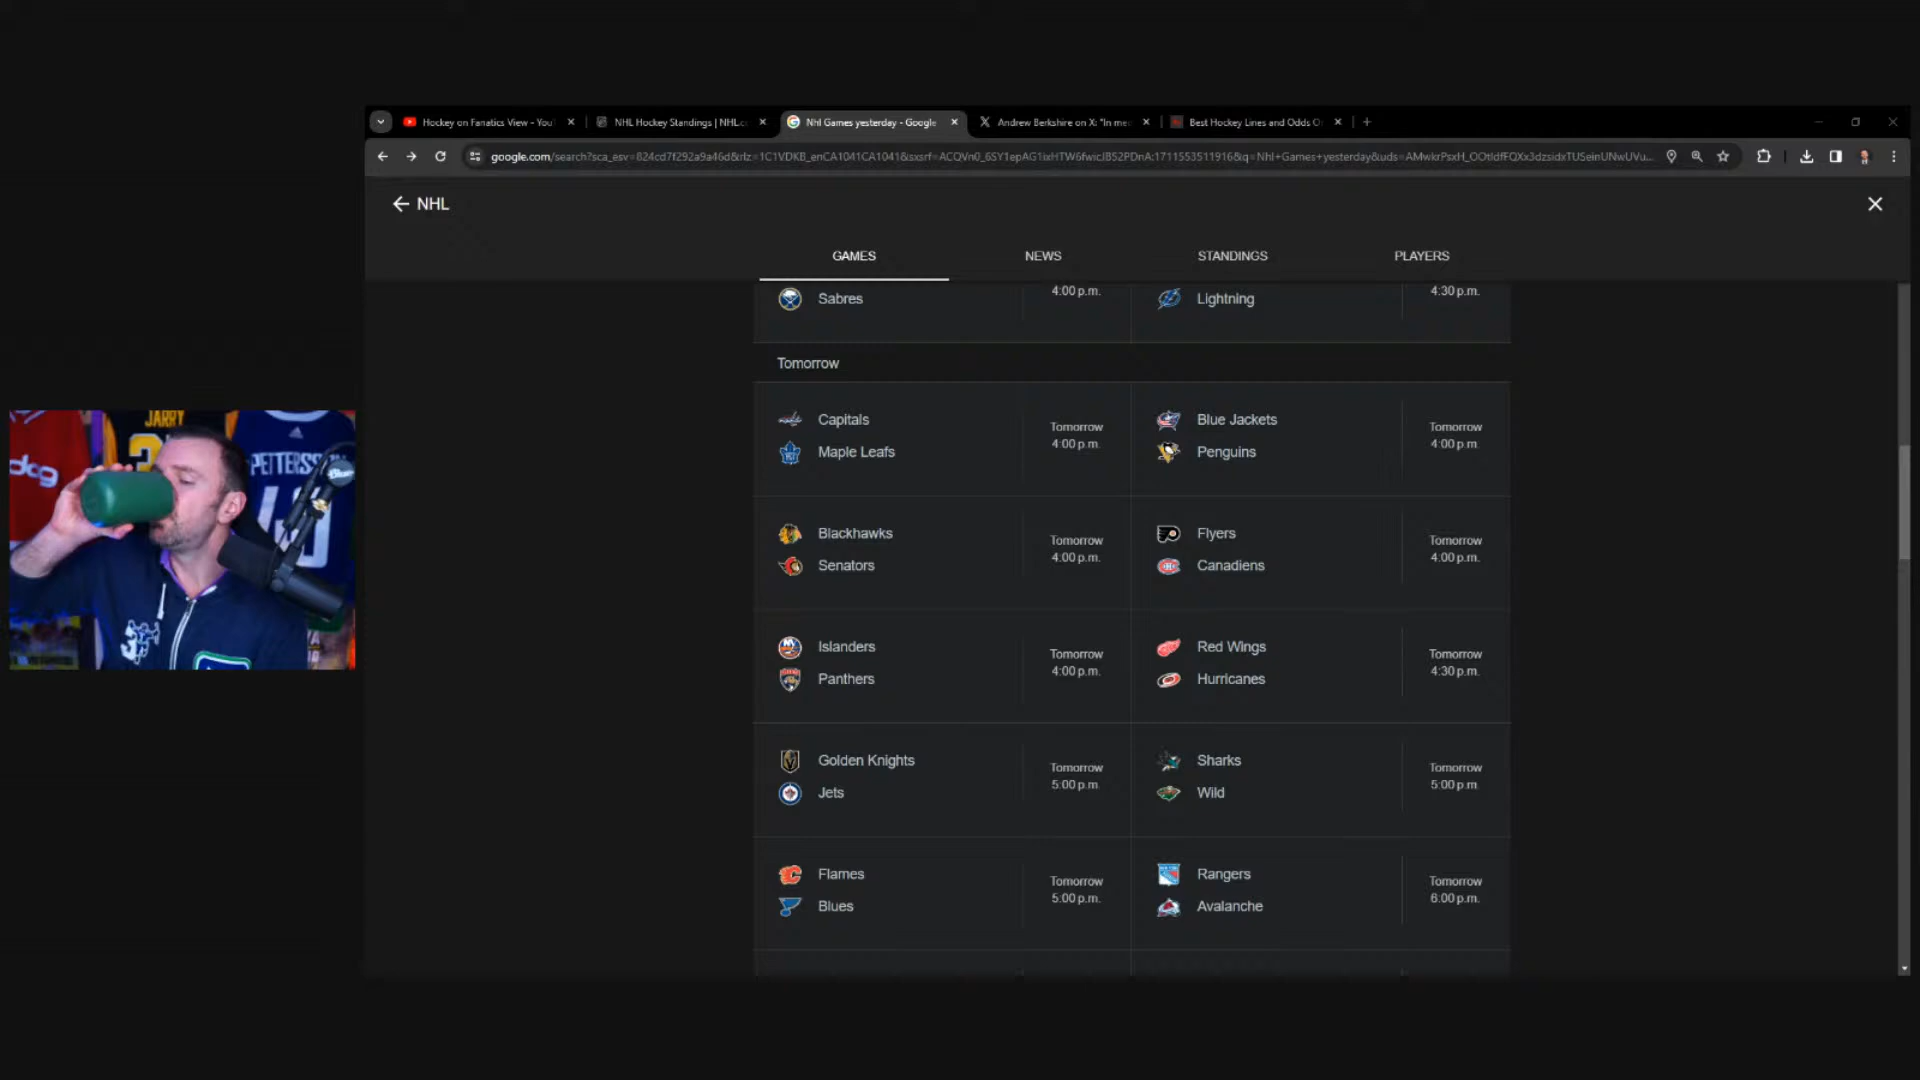 Hockey on Fanatics View - You
NHL Hockey Standings | NHL.c
Nhl Games yesterday - Google
Andrew Berkshire on X: "In me
Best Hockey Lines and Odds O
NHL
GAMES
NEWS
STANDINGS
PLAYERS
Sabres
4:00 p.m.
Lightning
4:30 p.m.
Tomorrow
Capitals
Maple Leafs
Tomorrow
4:00 p.m.
Blue Jackets
Penguins
Tomorrow
4:00 p.m.
Blackhawks
Senators
Tomorrow
4:00 p.m.
Flyers
Canadiens
Tomorrow
4:00 p.m.
Islanders
Panthers
Tomorrow
4:00 p.m.
Red Wings
Hurricanes
Tomorrow
4:30 p.m.
Golden Knights
Jets
Tomorrow
5:00 p.m.
Sharks
Wild
Tomorrow
5:00 p.m.
Flames
Blues
Tomorrow
5:00 p.m.
Rangers
Avalanche
Tomorrow
6:00 p.m.
JARRY
PETTERSS